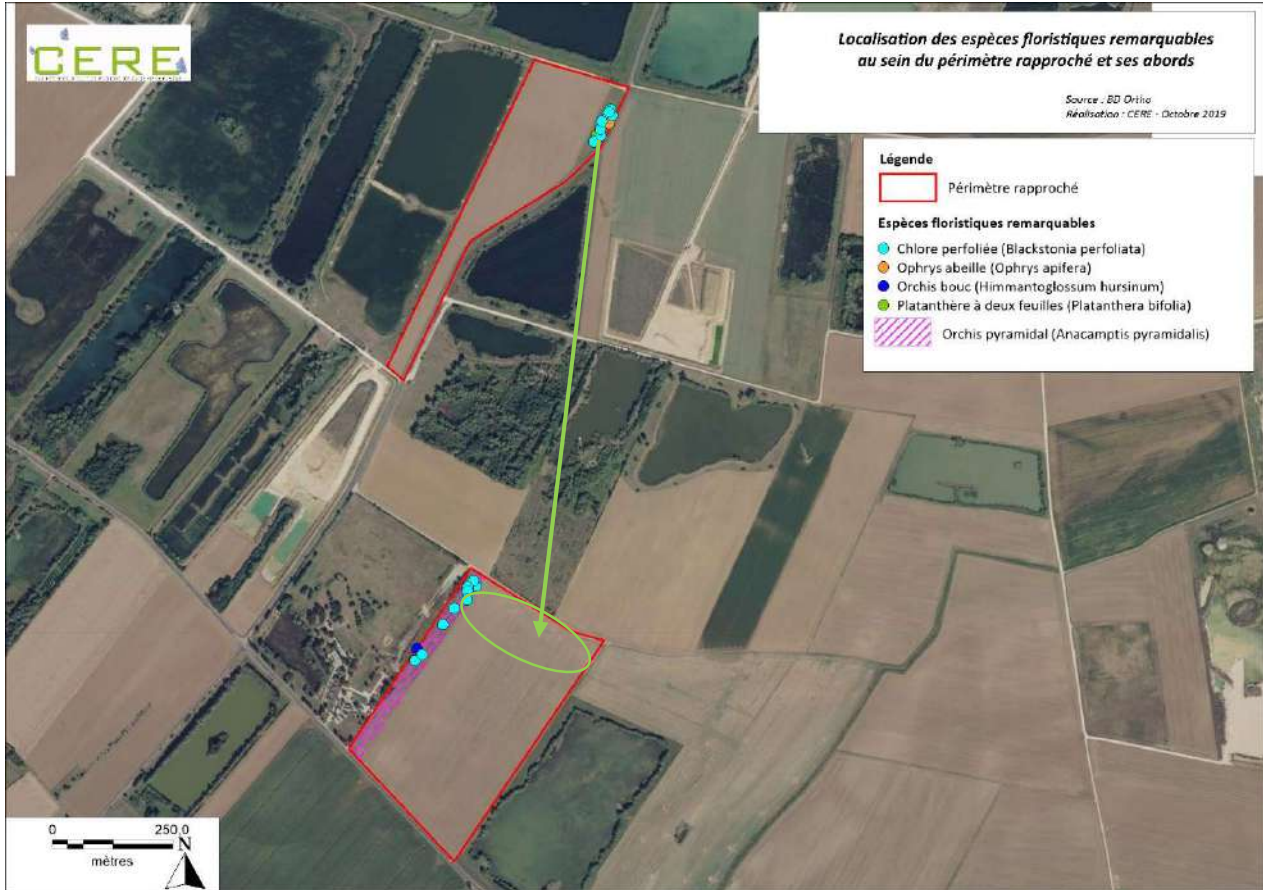 CERE
Localisation des espèces floristiques remarquables
au sein du périmètre rapproché et ses abords
Source : BD Ortho
Réalisation : CERE - Octobre 2019
Légende
Périmètre rapproché
Espèces floristiques remarquables
Chlore perfoliée (Blackstonia perfoliata)
Ophrys abeille (Ophrys apifera)
Orchis bouc (Himmantoglossum hursinum)
Platanthère à deux feuilles (Platanthera bifolia)
Orchis pyramidal (Anacamptis pyramidalis)
0 250,0
mètres
N